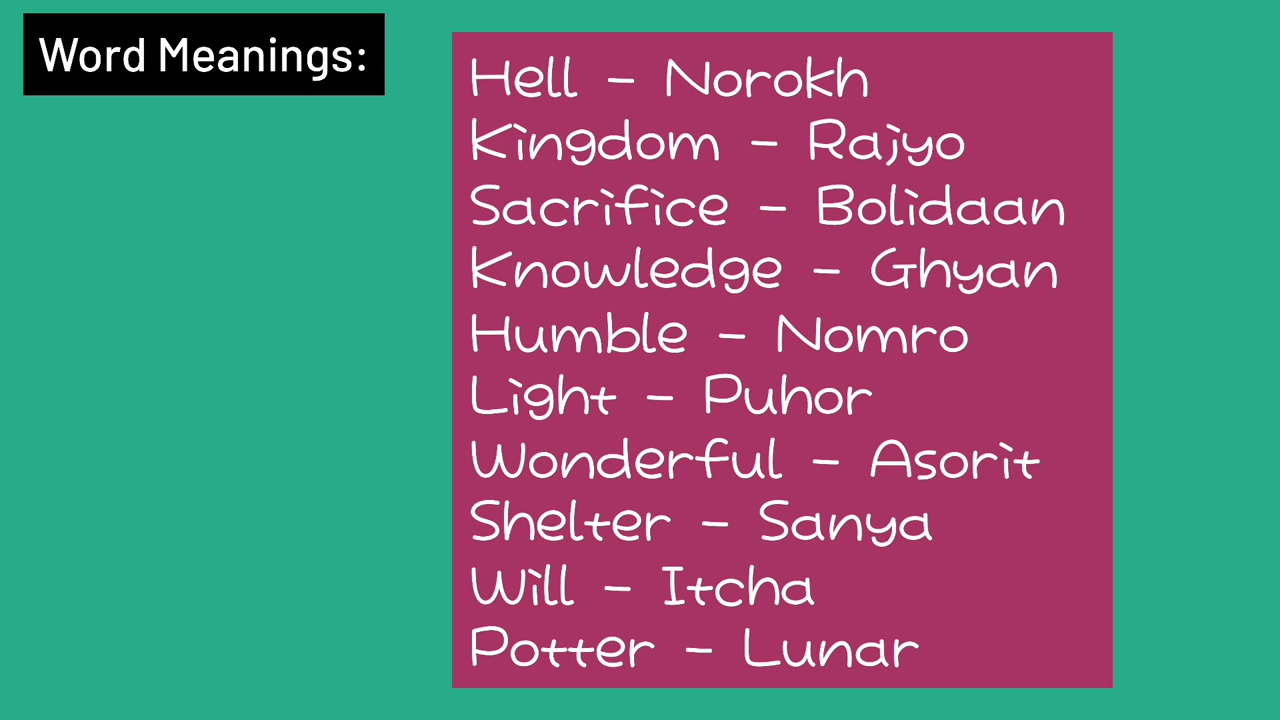 Word Meanings:
Hell - Norokh
Kingdom - Rajyo
Sacrifice - Bolidaan
Knowledge - Ghyan
Humble - Nomro
Light - Puhor
Wonderful - Asorit
Shelter - Sanya
Will - Itcha
Potter - Lunar